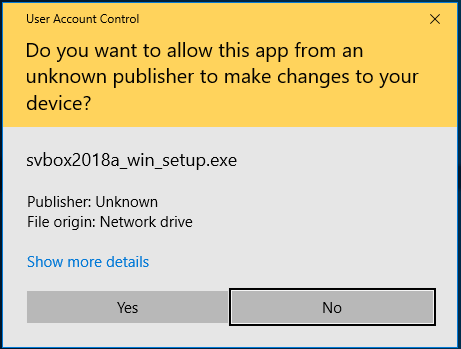 User Account Control
Do you want to allow this app from an
unknown publisher to make changes to your
device?
svbox2018a_win_setup.exe
Publisher: Unknown
File origin: Network drive
Show more details
Yes
No